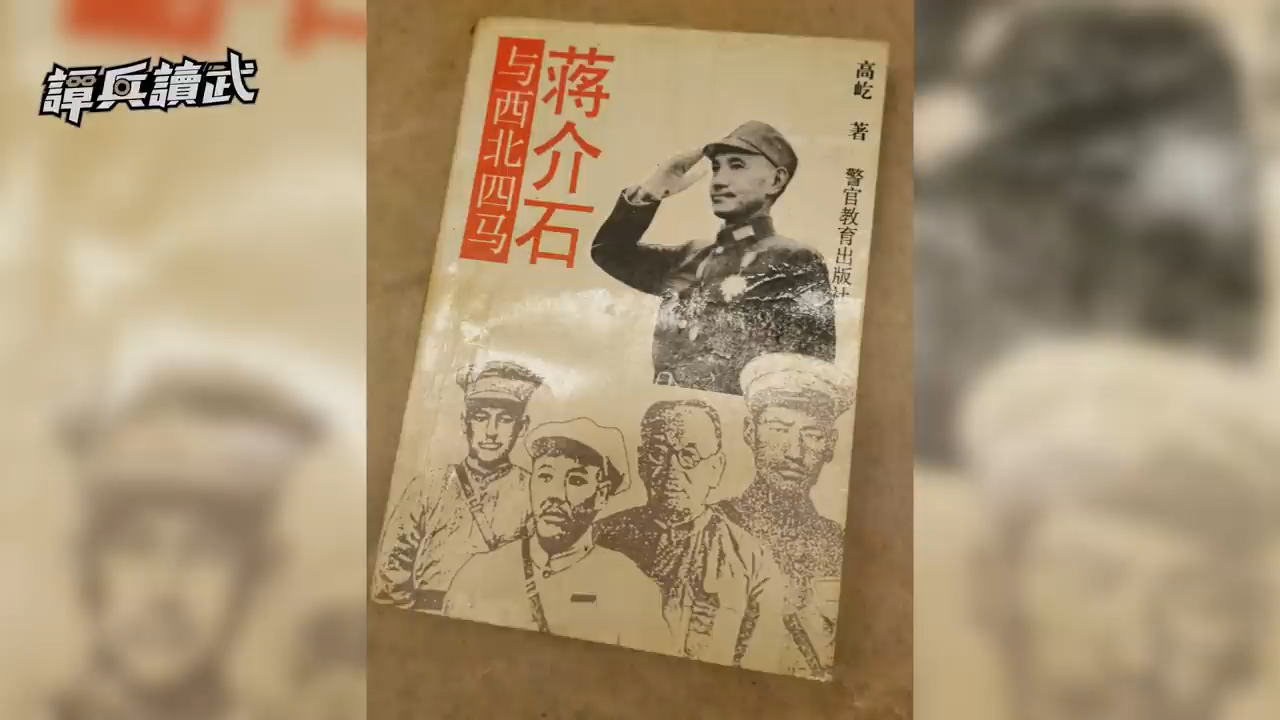 譚兵讀武
蒋介石
与西北四马
高屹 著
警官教育出版社